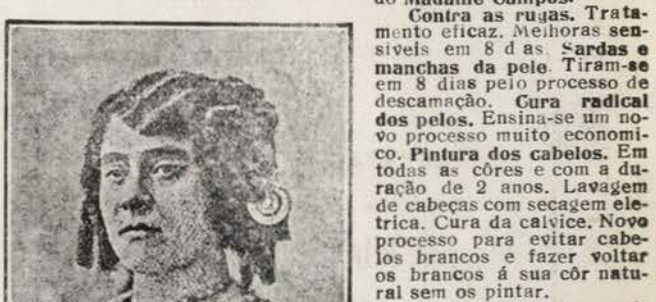 do Madame Campos.
Contra as rugas. Trata-
mento eficaz. Melhoras sen-
siveis em 8 d as. Sardas e
manchas da pele. Tiram-se
em 8 dias pelo processo de
descamação. Cura radical
dos pelos. Ensina-se um no-
vo processo muito economi-
co. Pintura dos cabelos. Em
todas as côres e com a du-
ração de 2 anos. Lavagem
de cabeças com secagem ele-
trica. Cura da calvice. Novo
processo para evitar cabe-
los brancos e fazer voltar
os brancos á sua côr natu-
ral sem os pintar.